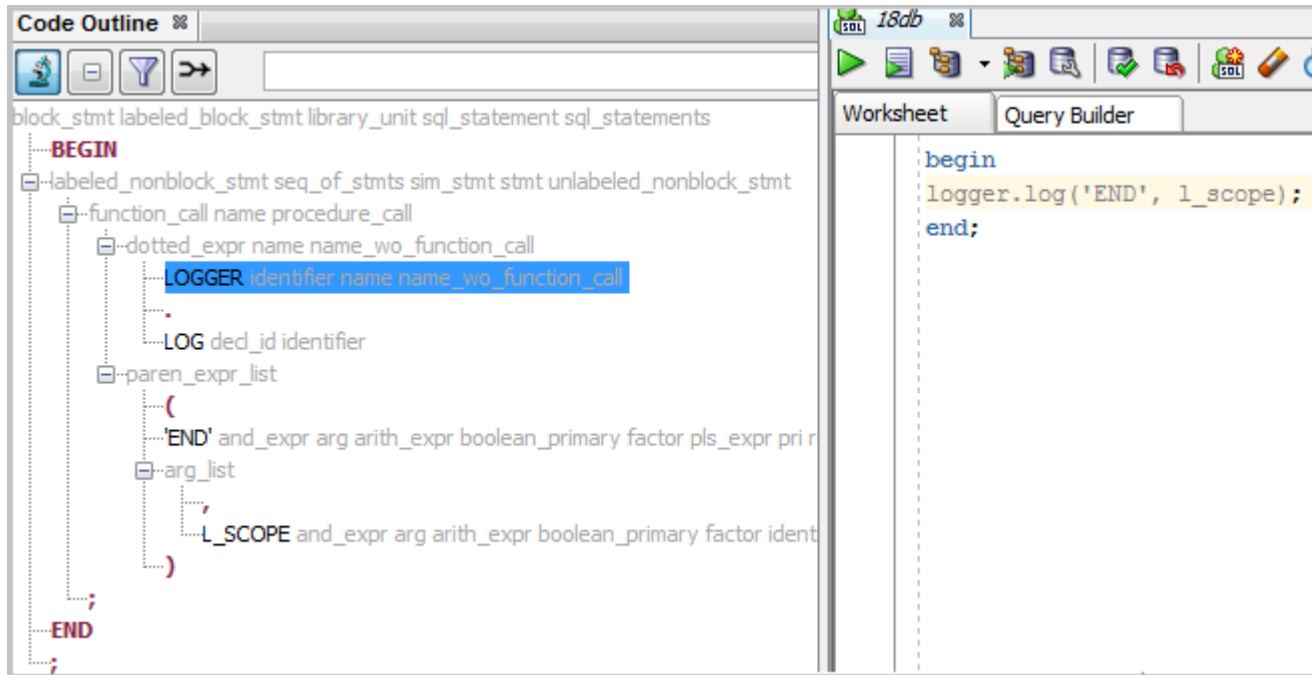 Code Outline
block_stmt labeled_block_stmt library_unit sql_statement sql_statements
BEGIN
labeled_nonblock_stmt seq_of_stmts sim_stmt stmt unlabeled_nonblock_stmt
function_call name procedure_call
dotted_expr name name_wo_function_call
LOGGER identifier name name_wo_function_call
.
LOG decl_id identifier
paren_expr_list
(
'END' and_expr arg arith_expr boolean_primary factor pls_expr pri
arg_list
,
L_SCOPE and_expr arg arith_expr boolean_primary factor ident
)
;
END
;
SQL 18db
SQL
Worksheet Query Builder
begin
logger.log('END', l_scope);
end;